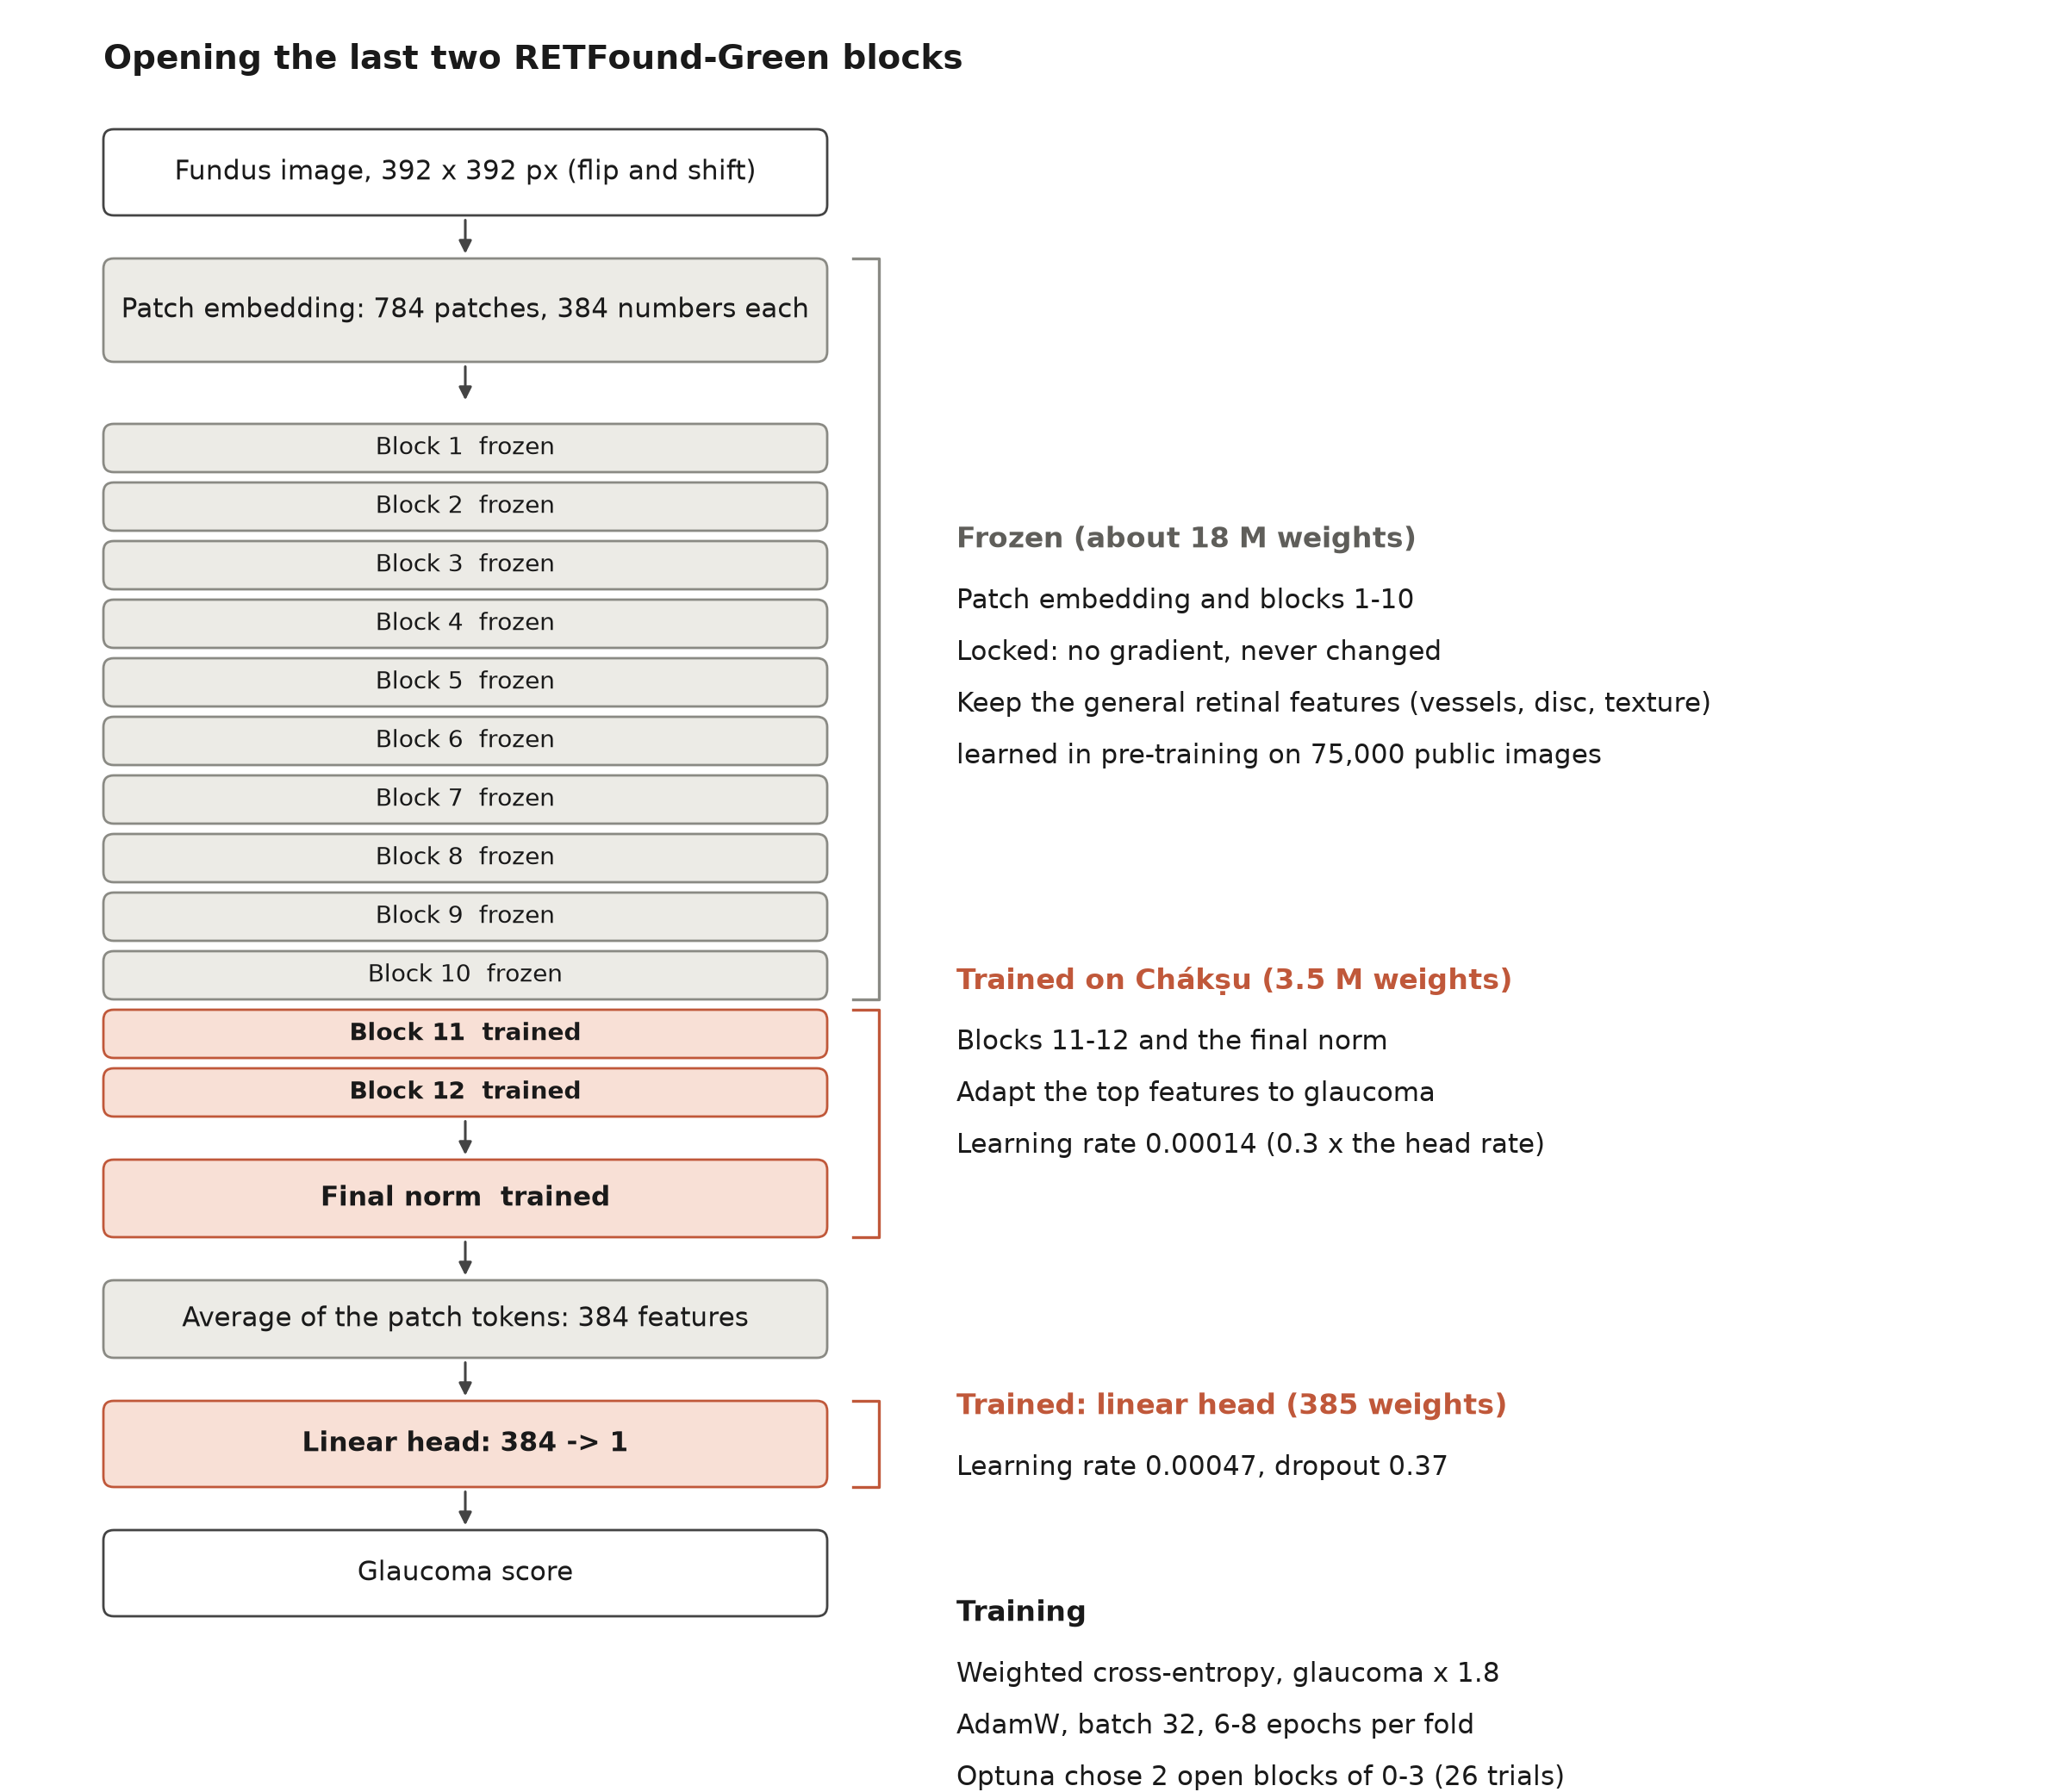 Opening the last two RETFound-Green blocks
Fundus image, 392 x 392 px (flip and shift)
Patch embedding: 784 patches, 384 numbers each
Block 1  frozen
Block 2  frozen
Block 3  frozen
Block 4  frozen
Block 5  frozen
Block 6  frozen
Block 7  frozen
Block 8  frozen
Block 9  frozen
Block 10  frozen
Block 11  trained
Block 12  trained
Final norm  trained
Average of the patch tokens: 384 features
Linear head: 384 -> 1
Glaucoma score
Frozen (about 18 M weights)
Patch embedding and blocks 1-10
Locked: no gradient, never changed
Keep the general retinal features (vessels, disc, texture)
learned in pre-training on 75,000 public images
Trained on Chákṣu (3.5 M weights)
Blocks 11-12 and the final norm
Adapt the top features to glaucoma
Learning rate 0.00014 (0.3 x the head rate)
Trained: linear head (385 weights)
Learning rate 0.00047, dropout 0.37
Training
Weighted cross-entropy, glaucoma x 1.8
AdamW, batch 32, 6-8 epochs per fold
Optuna chose 2 open blocks of 0-3 (26 trials)